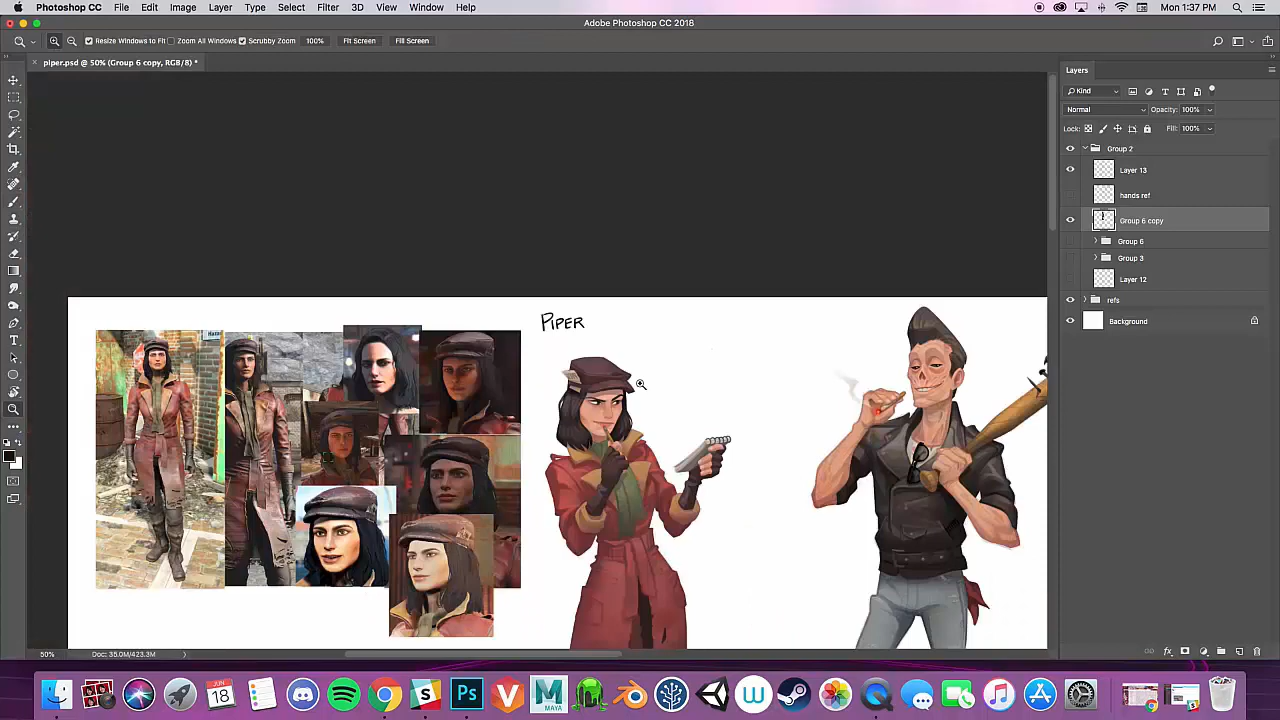 Photoshop CC File Edit Image Layer Type Select Filter 3D View Window Help Mon 1:37 PM
Adobe Photoshop CC 2018
Resize Windows to Fit Zoom All Windows Scrubby Zoom 100% Fit Screen Fill Screen
piper.psd @ 50% (Group 6 copy, RGB/8) *
Layers
Kind
Normal Opacity: 100%
Lock: Fill: 100%
Group 2
Layer 13
hands ref
Group 6 copy
Group 6
Group 3
Layer 12
refs
Background
PIPER
50% Doc: 35.0M/423.3M
JUN
18